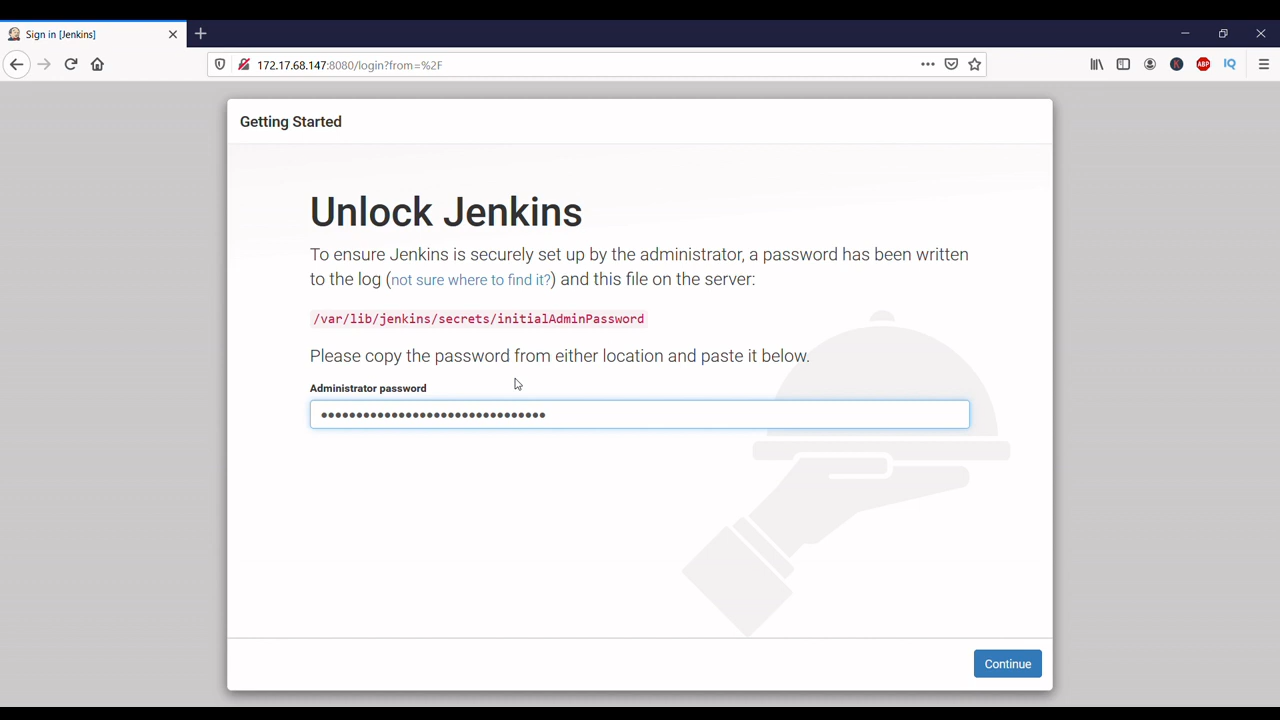 Sign in [Jenkins]
172.17.68.147:8080/login?from=%2F
ABP
IQ
Getting Started
Unlock Jenkins
To ensure Jenkins is securely set up by the administrator, a password has been written
to the log (not sure where to find it?) and this file on the server:
/var/lib/jenkins/secrets/initialAdminPassword
Please copy the password from either location and paste it below.
Administrator password
Continue